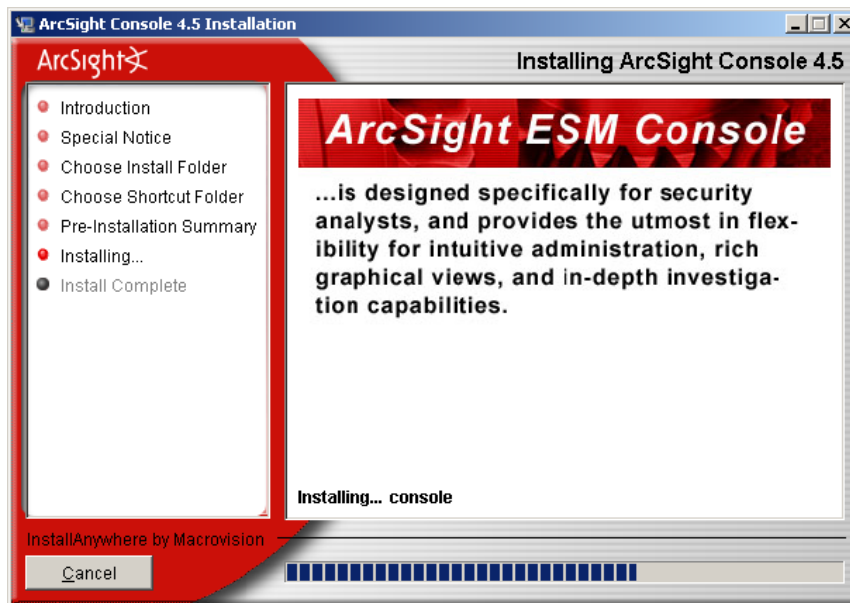 ArcSight Console 4.5 Installation
ArcSight
Installing ArcSight Console 4.5
Introduction
Special Notice
Choose Install Folder
Choose Shortcut Folder
Pre-Installation Summary
Installing...
Install Complete
ArcSight ESM Console
...is designed specifically for security
analysts, and provides the utmost in flex-
ibility for intuitive administration, rich
graphical views, and in-depth investiga-
tion capabilities.
Installing... console
InstallAnywhere by Macrovision
Cancel